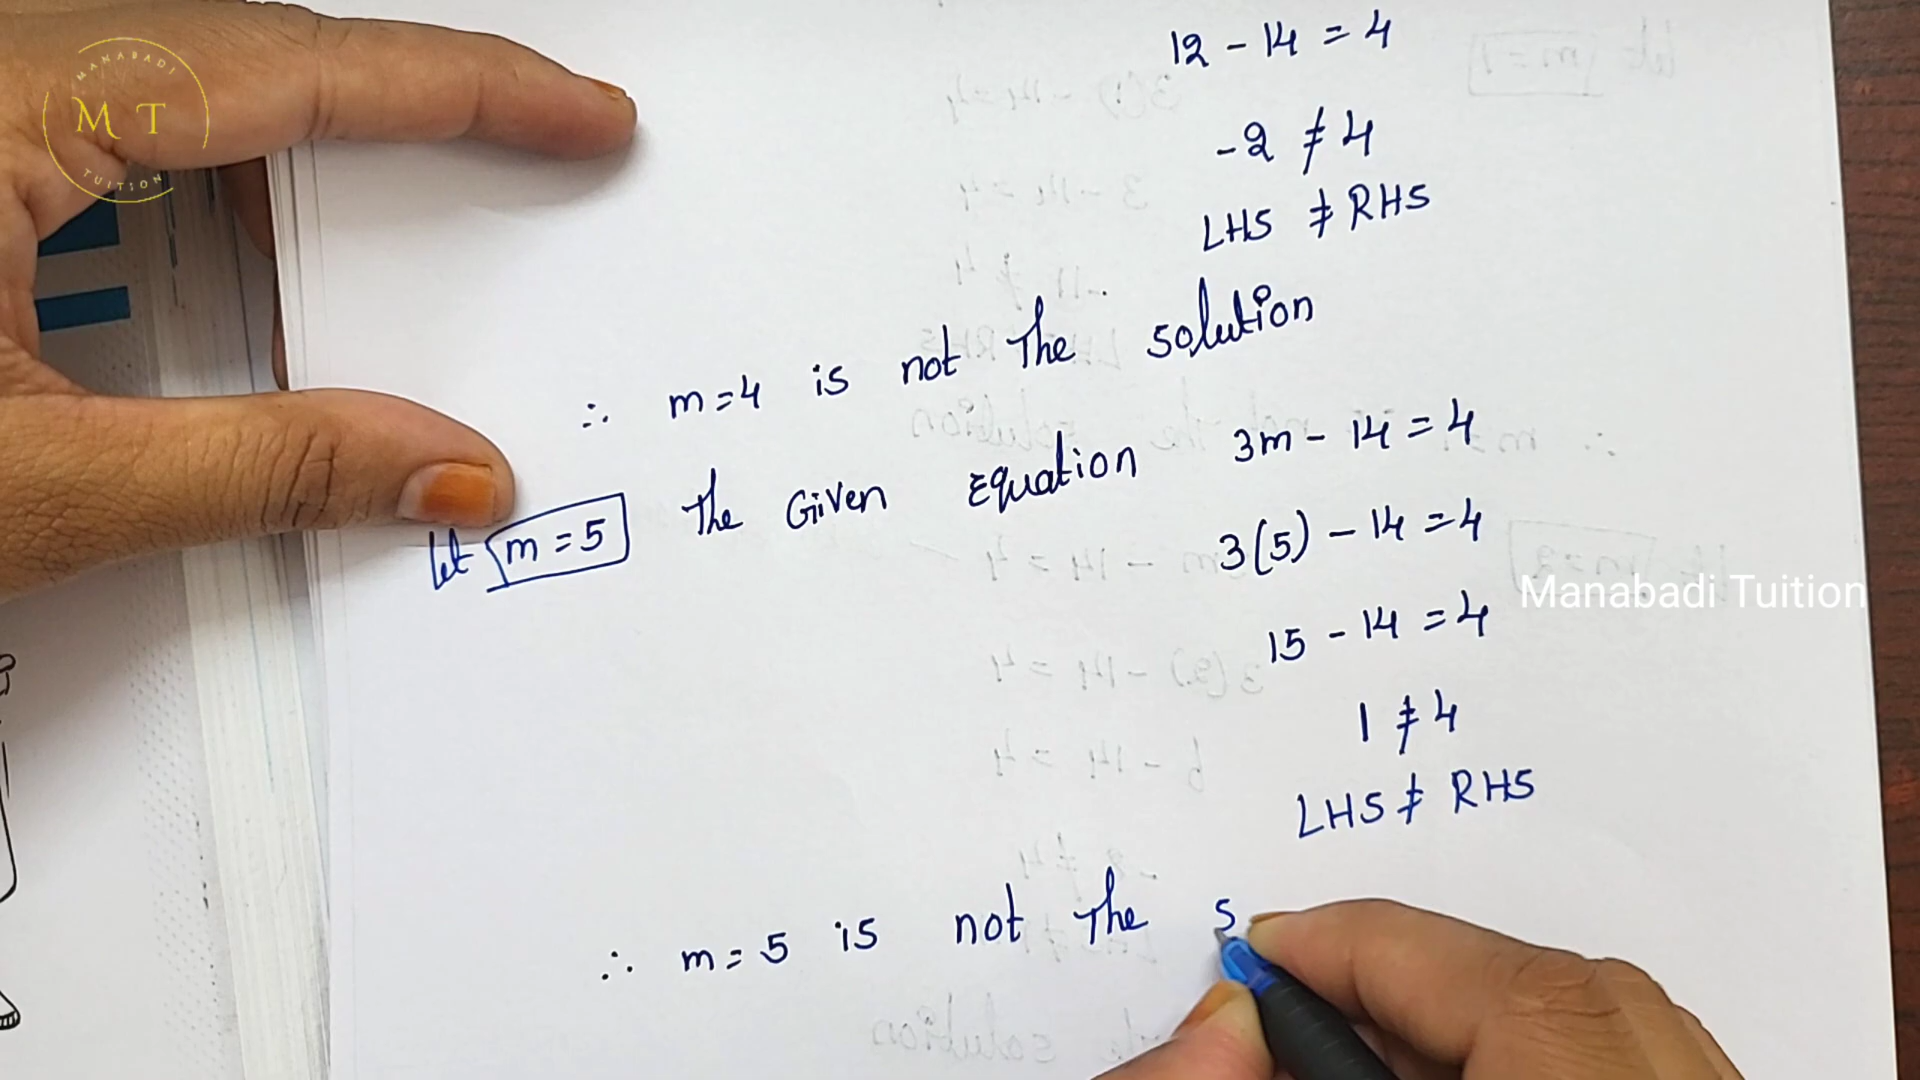 MANABADI
M T
TUITION
12 - 14 = 4
-2 ≠ 4
LHS ≠ RHS
∴ m=4 is not The solution
Let m=5 The Given Equation 3m - 14 = 4
3(5) - 14 = 4
Manabadi Tuition
15 - 14 = 4
1 ≠ 4
LHS ≠ RHS
∴ m=5 is not The s